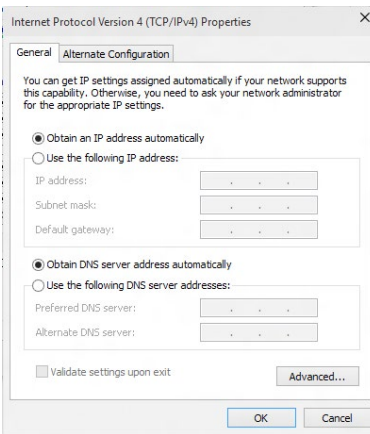 Internet Protocol Version 4 (TCP/IPv4) Properties
General Alternate Configuration
You can get IP settings assigned automatically if your network supports
this capability. Otherwise, you need to ask your network administrator
for the appropriate IP settings.
Obtain an IP address automatically
Use the following IP address:
IP address:
Subnet mask:
Default gateway:
Obtain DNS server address automatically
Use the following DNS server addresses:
Preferred DNS server:
Alternate DNS server:
Validate settings upon exit
Advanced...
OK Cancel